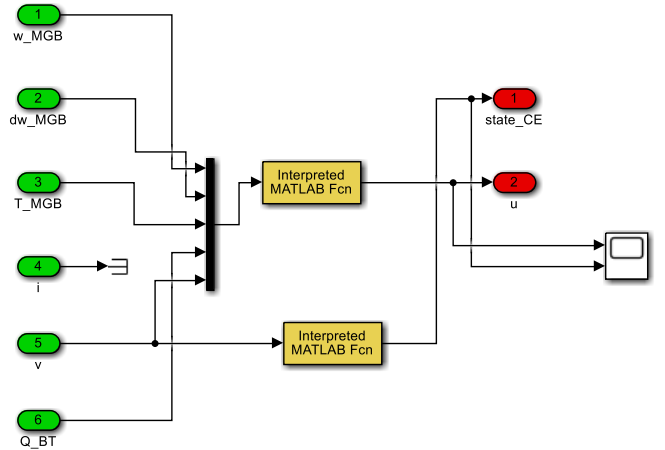 1
w_MGB
2
dw_MGB
3
T_MGB
4
i
5
v
6
Q_BT
Interpreted
MATLAB Fcn
Interpreted
MATLAB Fcn
1
state_CE
2
u